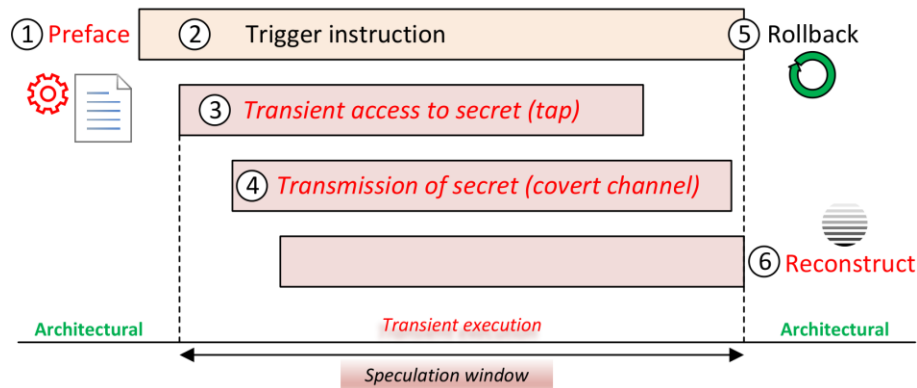 1 Preface
2 Trigger instruction
5 Rollback
3 Transient access to secret (tap)
4 Transmission of secret (covert channel)
6 Reconstruct
Architectural
Transient execution
Architectural
Speculation window